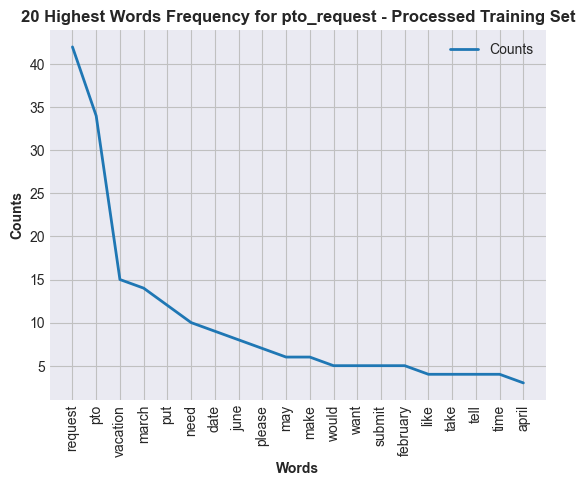 20 Highest Words Frequency for pto_request - Processed Training Set
Counts
Counts
40
35
30
25
20
15
10
5
request
pto
vacation
march
put
need
date
june
please
may
make
would
want
submit
february
like
take
tell
time
april
Words